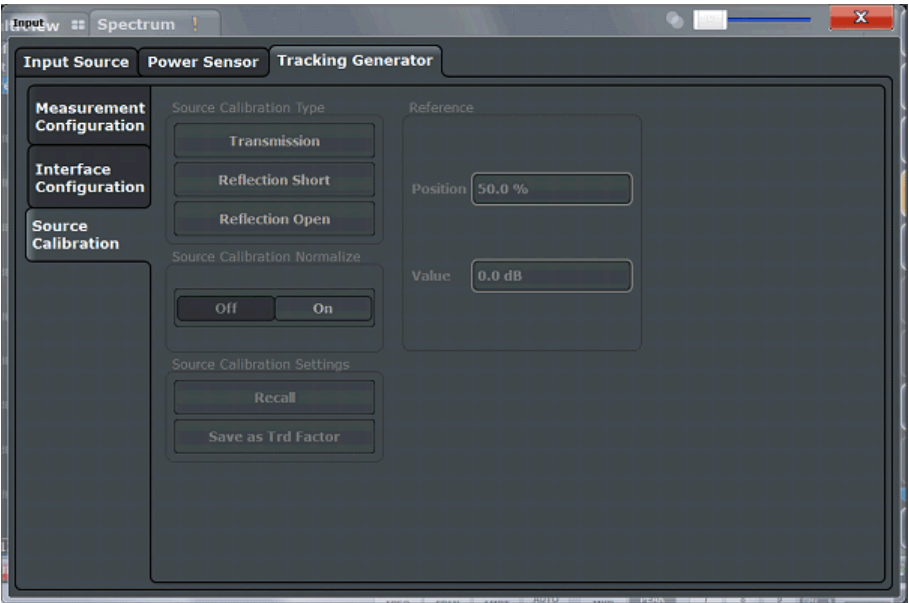 Input
Spectrum !
X
Input Source Power Sensor Tracking Generator
Measurement
Configuration
Interface
Configuration
Source
Calibration
Source Calibration Type
Transmission
Reflection Short
Reflection Open
Source Calibration Normalize
Off On
Source Calibration Settings
Recall
Save as Trd Factor
Reference
Position 50.0 %
Value 0.0 dB